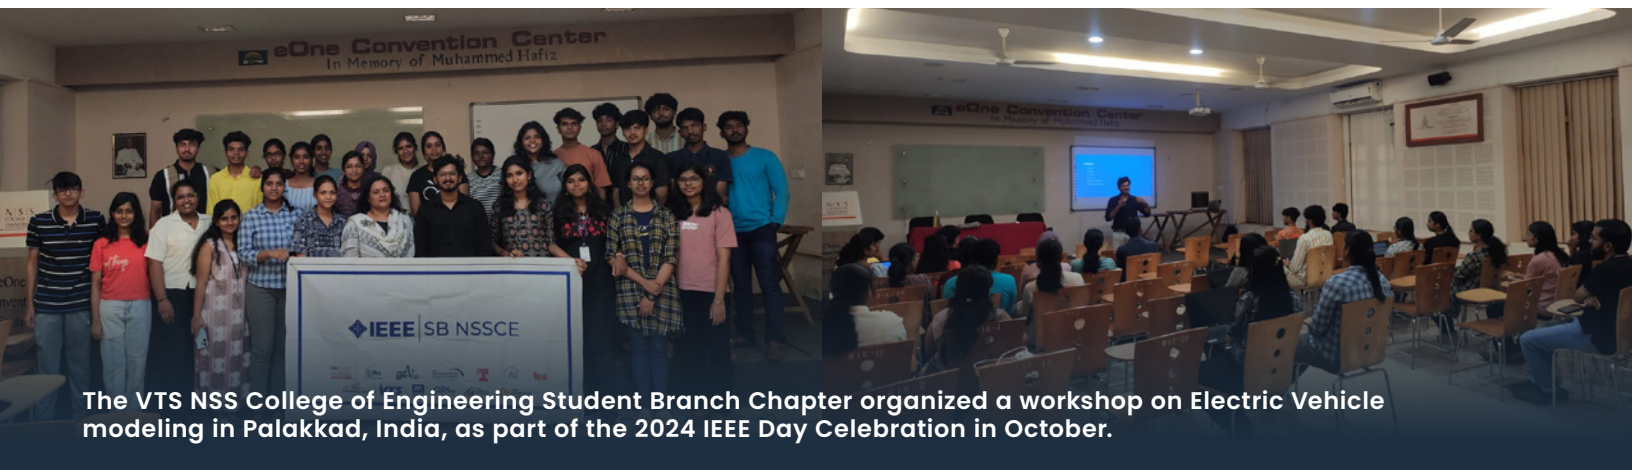 eOne Convention Center
In Memory of Muhammed Hafiz
eOne Convention Center
In Memory of Muhammed Hafiz
NSS
IEEE SB NSSCE
The VTS NSS College of Engineering Student Branch Chapter organized a workshop on Electric Vehicle
modeling in Palakkad, India, as part of the 2024 IEEE Day Celebration in October.